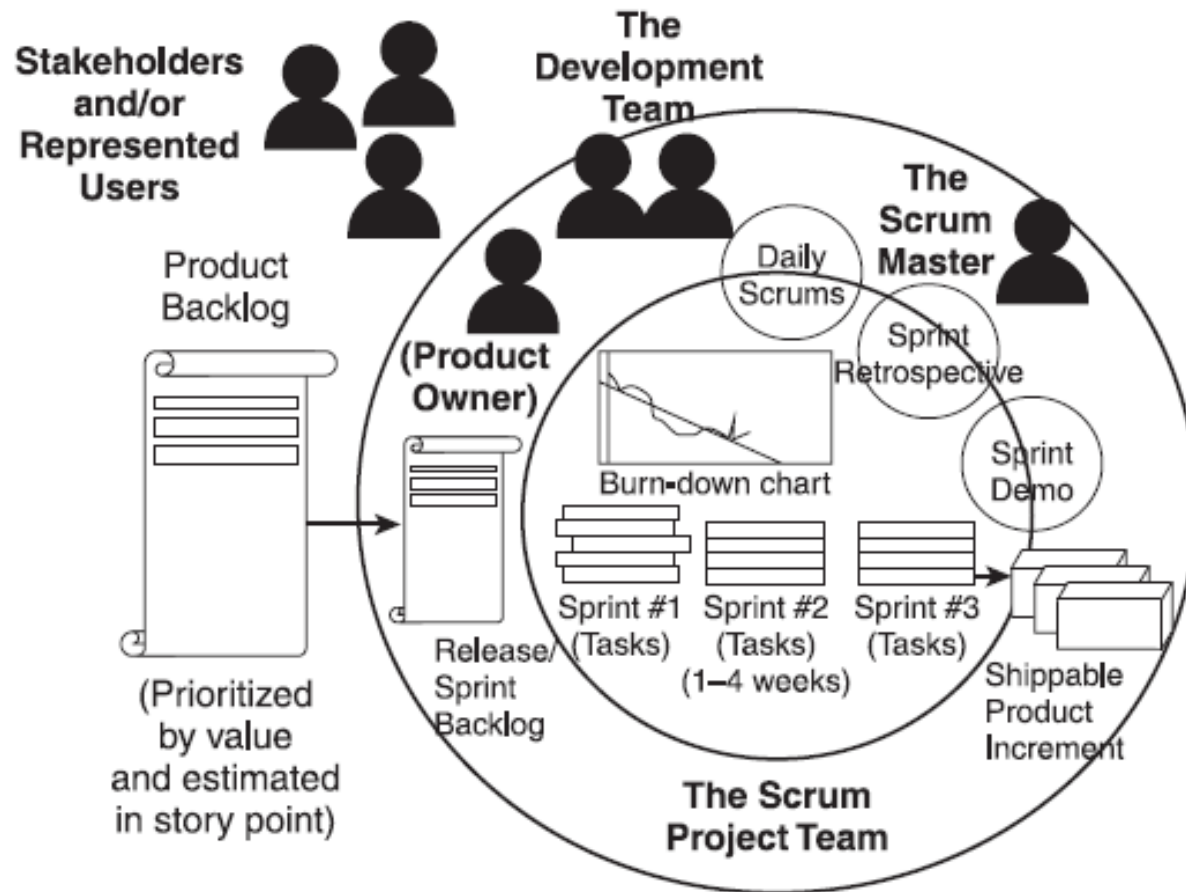 Stakeholders
and/or
Represented
Users
The
Development
Team
The
Scrum
Master
Product
Backlog
(Product
Owner)
Daily
Scrums
Sprint
Retrospective
Sprint
Demo
Burn-down chart
Sprint #1
(Tasks)
Sprint #2
(Tasks)
(1–4 weeks)
Sprint #3
(Tasks)
Release/
Sprint
Backlog
Shippable
Product
Increment
(Prioritized
by value
and estimated
in story point)
The Scrum
Project Team